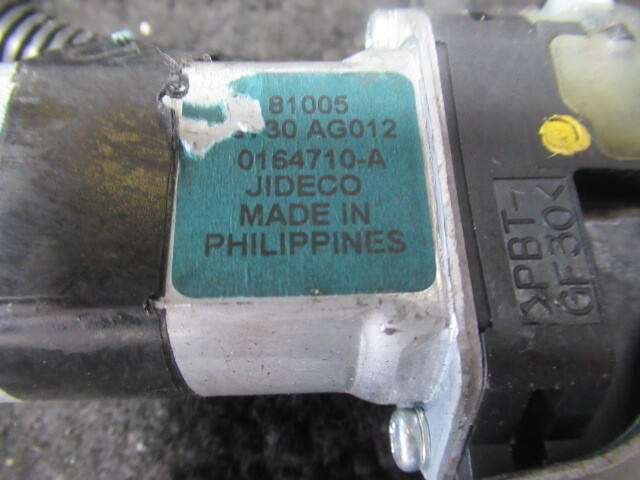 81005
30 AG012
0164710-A
JIDECO
MADE IN
PHILIPPINES
>PBT-
GF30<